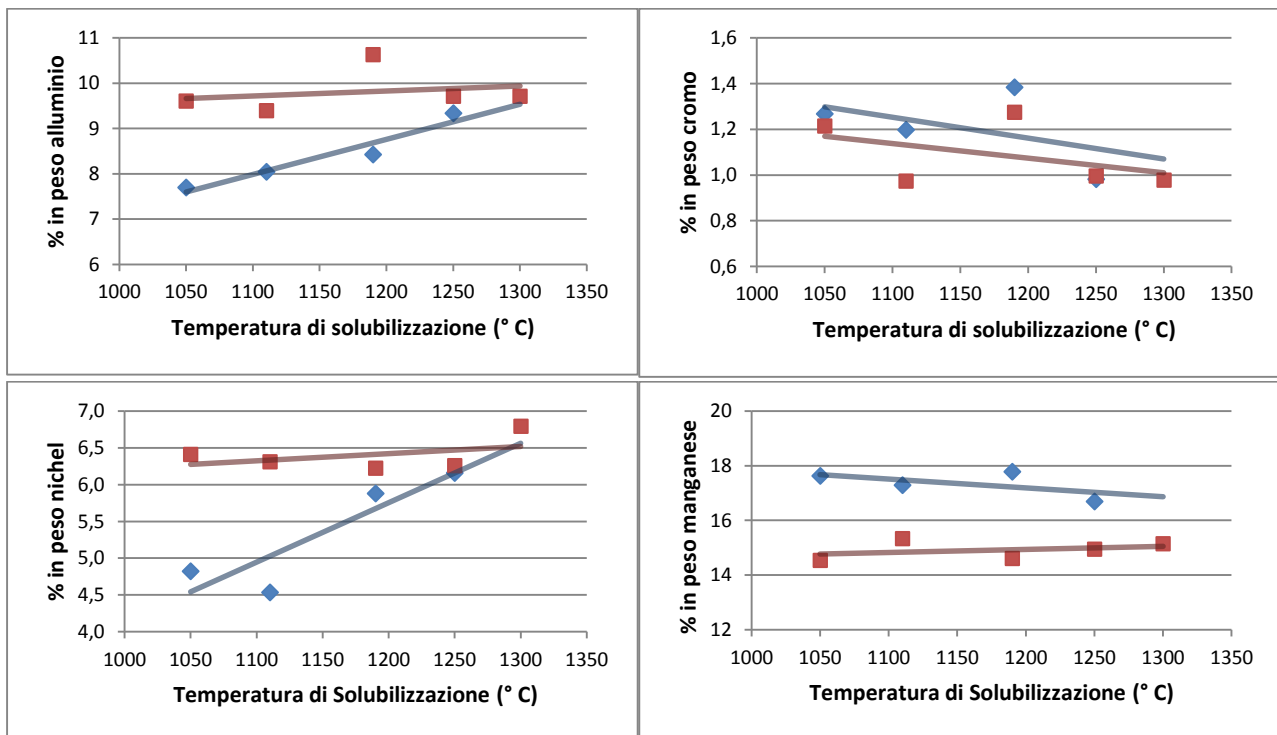 % in peso alluminio
11
10
9
8
7
6
1000 1050 1100 1150 1200 1250 1300 1350
Temperatura di solubilizzazione (° C)
% in peso cromo
1,6
1,4
1,2
1,0
0,8
0,6
1000 1050 1100 1150 1200 1250 1300 1350
Temperatura di solubilizzazione (° C)
% in peso nichel
7,0
6,5
6,0
5,5
5,0
4,5
4,0
1000 1050 1100 1150 1200 1250 1300 1350
Temperatura di Solubilizzazione (° C)
% in peso manganese
20
18
16
14
12
1000 1050 1100 1150 1200 1250 1300 1350
Temperatura di Solubilizzazione (° C)